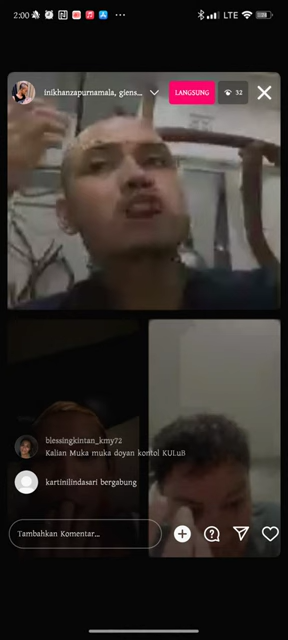 2:00
LTE
inikhanzapurnamala, giens...
LANGSUNG
32
blessingkintan_kmy72
Kalian Muka muka doyan kontol KULuB
kartinilindasari bergabung
Tambahkan Komentar...